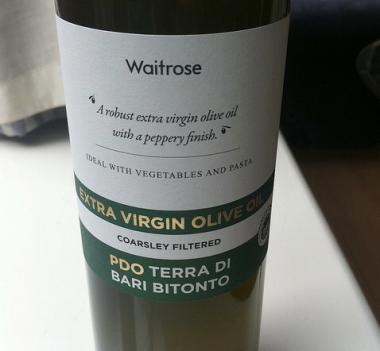 Waitrose
A robust extra virgin olive oil
with a peppery finish.
IDEAL WITH VEGETABLES AND PASTA
EXTRA VIRGIN OLIVE OIL
COARSLEY FILTERED
PDO TERRA DI
BARI BITONTO